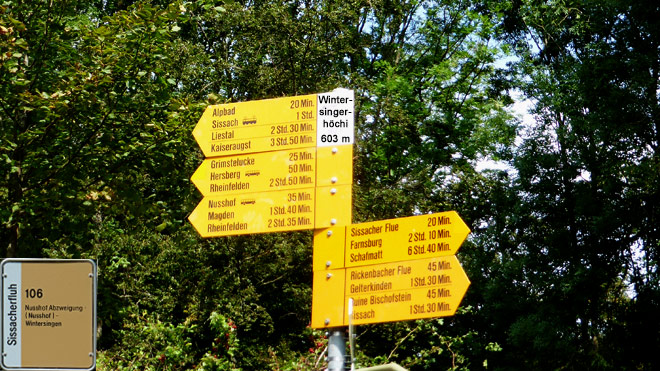 Alpbad 20 Min.
Sissach 1 Std.
Liestal 2 Std. 30 Min.
Kaiseraugst 3 Std. 50 Min.
Winter-
singer-
höchi
603 m
Grimstelucke 25 Min.
Hersberg 50 Min.
Rheinfelden 2 Std. 50 Min.
Nusshof 35 Min.
Magden 1 Std. 40 Min.
Rheinfelden 2 Std. 35 Min.
Sissacher Flue 20 Min.
Farnsburg 2 Std. 10 Min.
Schafmatt 6 Std. 40 Min.
Rickenbacher Flue 45 Min.
Gelterkinden 1 Std. 30 Min.
Ruine Bischofstein 45 Min.
Sissach 1 Std. 30 Min.
Sissacherfluh
106
Nusshof Abzweigung
( Nusshof ) -
Wintersingen